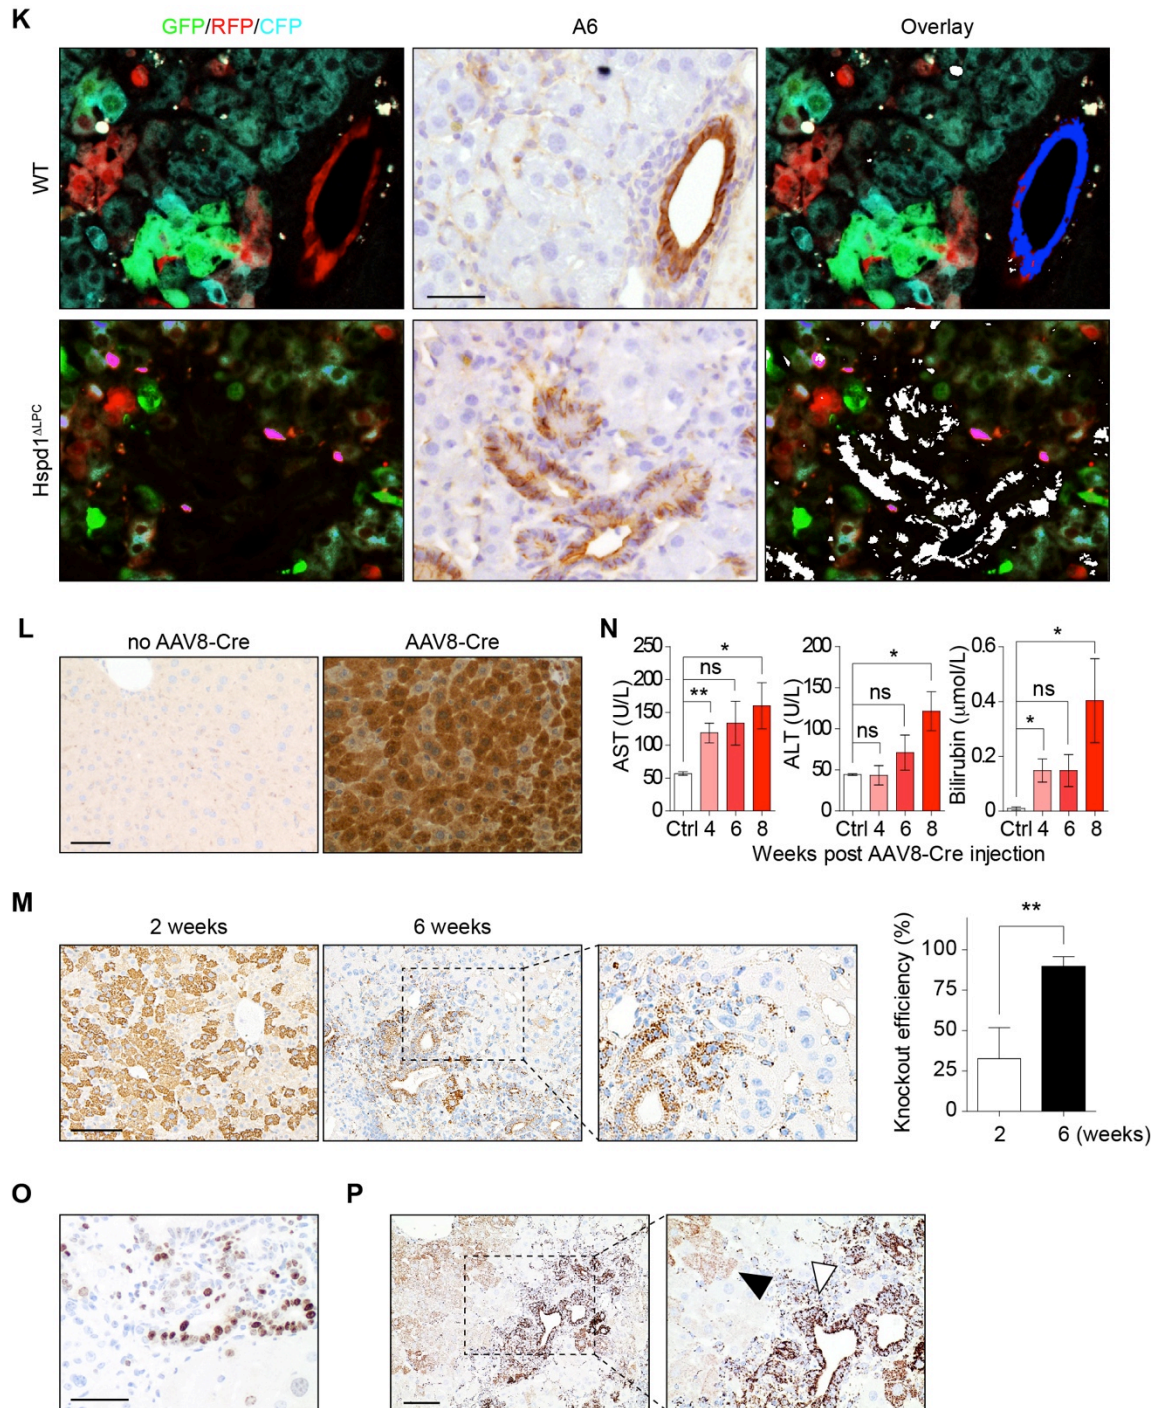 K
GFP/RFP/CFP A6 Overlay
WT
Hspd1ΔLPC
L
no AAV8-Cre AAV8-Cre
N
AST (U/L)
250
200
150
100
50
0
ns
*
**
Ctrl 4 6 8
ALT (U/L)
200
150
100
50
0
*
ns
ns
Ctrl 4 6 8
Bilirubin (µmol/L)
0.6
0.4
0.2
0
*
ns
*
Ctrl 4 6 8
Weeks post AAV8-Cre injection
M
2 weeks 6 weeks
Knockout efficiency (%)
100
75
50
25
0
**
2 6 (weeks)
O
P